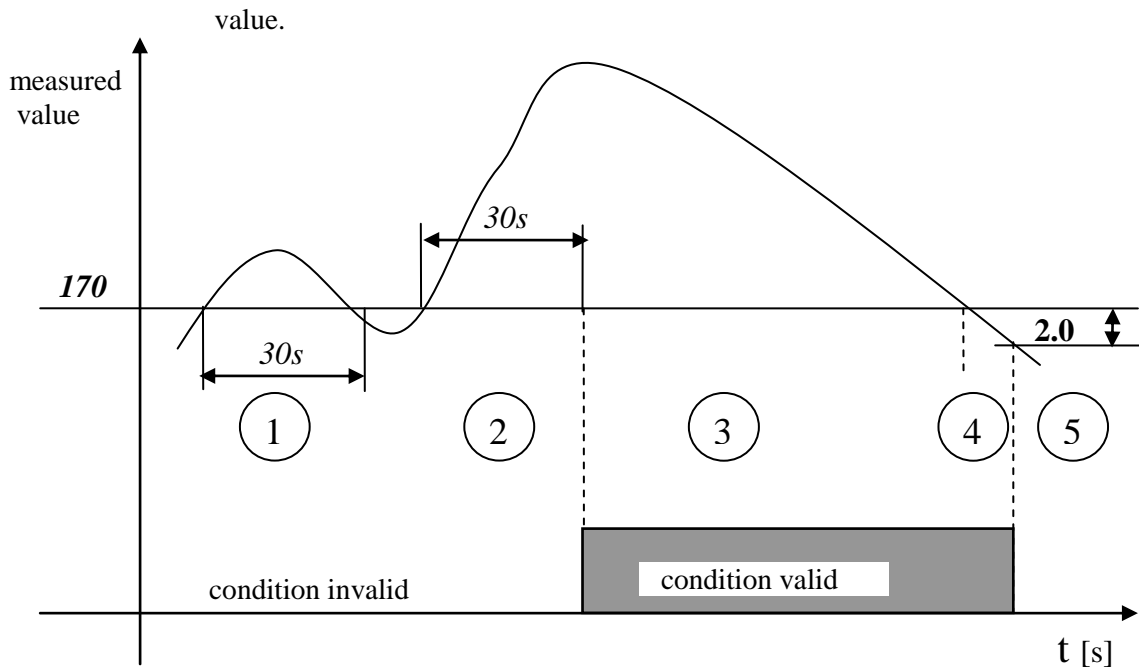 value.
measured
value
30s
170
2.0
30s
1
2
3
4
5
condition invalid
condition valid
t [s]